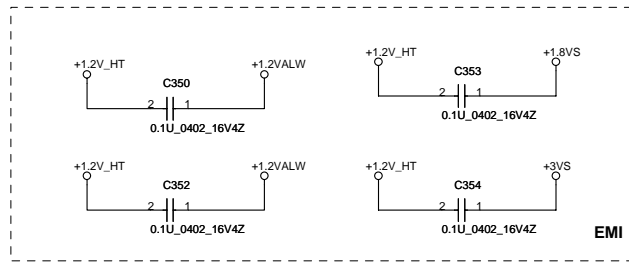 +1.2V_HT
+1.2VALW
C350
2 1
0.1U_0402_16V4Z
+1.2V_HT
+1.8VS
C353
2 1
0.1U_0402_16V4Z
+1.2V_HT
+1.2VALW
C352
2 1
0.1U_0402_16V4Z
+1.2V_HT
+3VS
C354
2 1
0.1U_0402_16V4Z
EMI